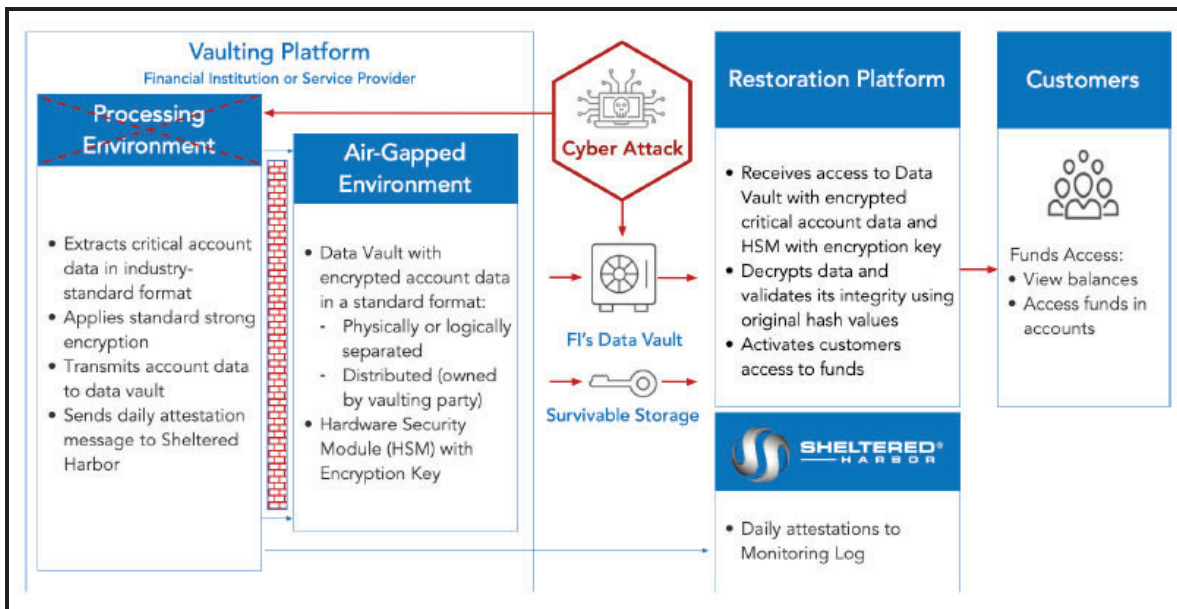 Vaulting Platform
Financial Institution or Service Provider
Processing
Environment
• Extracts critical account
data in industry-
standard format
• Applies standard strong
encryption
• Transmits account data
to data vault
• Sends daily attestation
message to Sheltered
Harbor
Air-Gapped
Environment
• Data Vault with
encrypted account data
in a standard format:
- Physically or logically
separated
- Distributed (owned
by vaulting party)
• Hardware Security
Module (HSM) with
Encryption Key
Cyber Attack
FI's Data Vault
Survivable Storage
Restoration Platform
• Receives access to Data
Vault with encrypted
critical account data and
HSM with encryption key
• Decrypts data and
validates its integrity using
original hash values
• Activates customers
access to funds
SHELTERED®
HARBOR
• Daily attestations to
Monitoring Log
Customers
Funds Access:
• View balances
• Access funds in
accounts